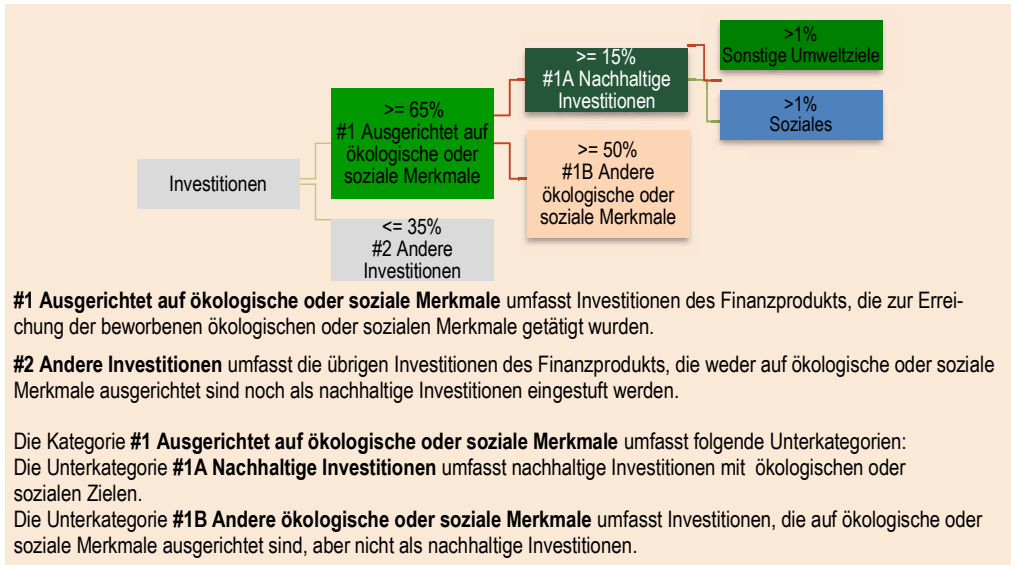 Investitionen
>= 65%
#1 Ausgerichtet auf
ökologische oder
soziale Merkmale
<= 35%
#2 Andere
Investitionen
>= 15%
#1A Nachhaltige
Investitionen
>= 50%
#1B Andere
ökologische oder
soziale Merkmale
>1%
Sonstige Umweltziele
>1%
Soziales
#1 Ausgerichtet auf ökologische oder soziale Merkmale umfasst Investitionen des Finanzprodukts, die zur Errei-
chung der beworbenen ökologischen oder sozialen Merkmale getätigt wurden.
#2 Andere Investitionen umfasst die übrigen Investitionen des Finanzprodukts, die weder auf ökologische oder soziale
Merkmale ausgerichtet sind noch als nachhaltige Investitionen eingestuft werden.
Die Kategorie #1 Ausgerichtet auf ökologische oder soziale Merkmale umfasst folgende Unterkategorien:
Die Unterkategorie #1A Nachhaltige Investitionen umfasst nachhaltige Investitionen mit ökologischen oder
sozialen Zielen.
Die Unterkategorie #1B Andere ökologische oder soziale Merkmale umfasst Investitionen, die auf ökologische oder
soziale Merkmale ausgerichtet sind, aber nicht als nachhaltige Investitionen.